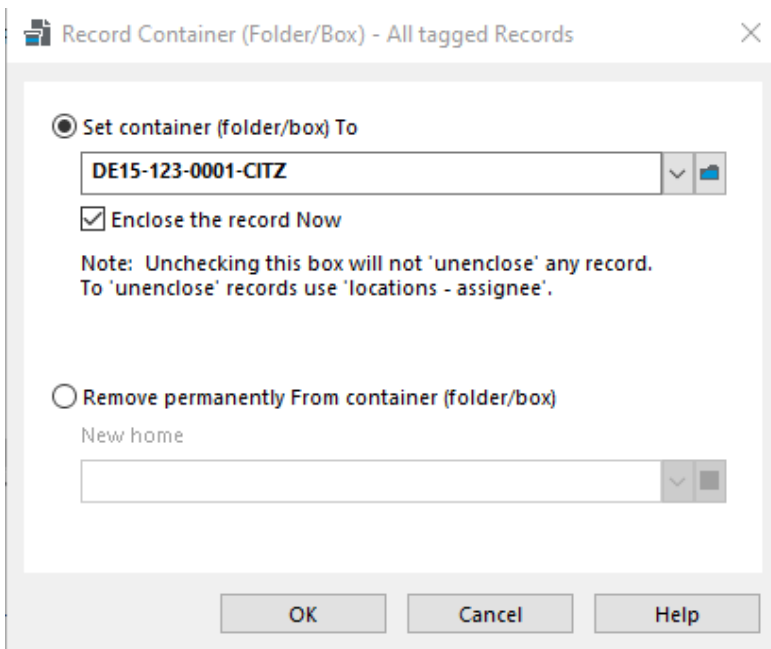 Record Container (Folder/Box) - All tagged Records
Set container (folder/box) To
DE15-123-0001-CITZ
Enclose the record Now
Note:  Unchecking this box will not 'unenclose' any record.
To 'unenclose' records use 'locations - assignee'.
Remove permanently From container (folder/box)
New home
OK Cancel Help